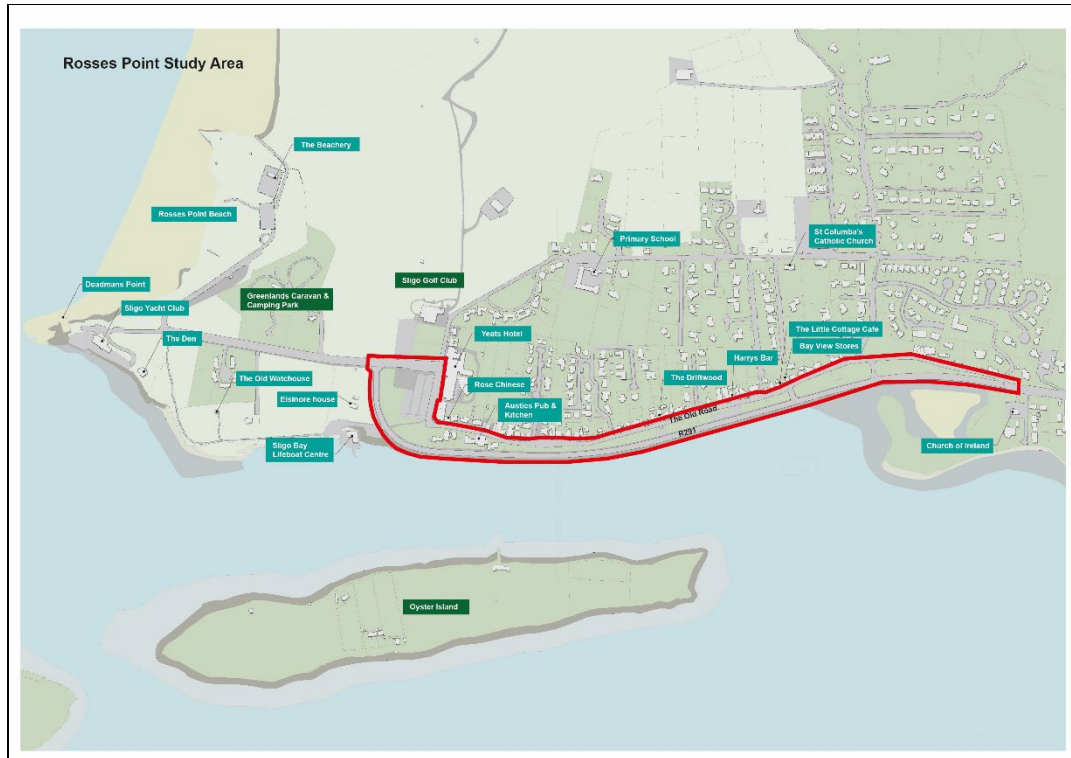 Rosses Point Study Area
The Beachery
Rosses Point Beach
Primary School
St Columba's
Catholic Church
Deadmans Point
Sligo Golf Club
Greenlands Caravan &
Camping Park
Sligo Yacht Club
The Den
Yeats Hotel
The Little Cottage Cafe
Bay View Stores
Harrys Bar
The Driftwood
The Old Watchouse
Rose Chinese
Elsinore house
Austies Pub &
Kitchen
The Old Road
R291
Sligo Bay
Lifeboat Centre
Church of Ireland
Oyster Island